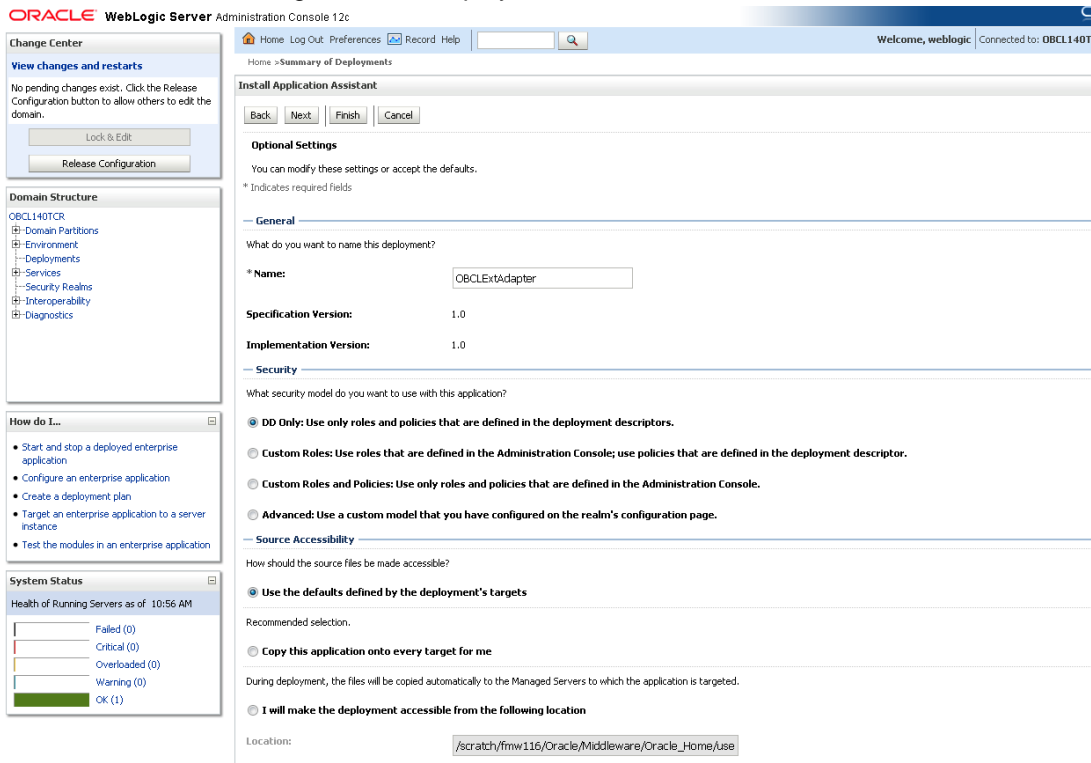 ORACLE WebLogic Server Administration Console 12c
Change Center
View changes and restarts
No pending changes exist. Click the Release
Configuration button to allow others to edit the
domain.
Lock & Edit
Release Configuration
Domain Structure
OBCL140TCR
Domain Partitions
Environment
Deployments
Services
Security Realms
Interoperability
Diagnostics
How do I...
Start and stop a deployed enterprise
application
Configure an enterprise application
Create a deployment plan
Target an enterprise application to a server
instance
Test the modules in an enterprise application
System Status
Health of Running Servers as of 10:56 AM
Failed (0)
Critical (0)
Overloaded (0)
Warning (0)
OK (1)
Home Log Out Preferences Record Help
Welcome, weblogic Connected to: OBCL140T
Home >Summary of Deployments
Install Application Assistant
Back Next Finish Cancel
Optional Settings
You can modify these settings or accept the defaults.
* Indicates required fields
General
What do you want to name this deployment?
* Name: OBCLExtAdapter
Specification Version: 1.0
Implementation Version: 1.0
Security
What security model do you want to use with this application?
DD Only: Use only roles and policies that are defined in the deployment descriptors.
Custom Roles: Use roles that are defined in the Administration Console; use policies that are defined in the deployment descriptor.
Custom Roles and Policies: Use only roles and policies that are defined in the Administration Console.
Advanced: Use a custom model that you have configured on the realm's configuration page.
Source Accessibility
How should the source files be made accessible?
Use the defaults defined by the deployment's targets
Recommended selection.
Copy this application onto every target for me
During deployment, the files will be copied automatically to the Managed Servers to which the application is targeted.
I will make the deployment accessible from the following location
Location: /scratch/fmw116/Oracle/Middleware/Oracle_Home/use